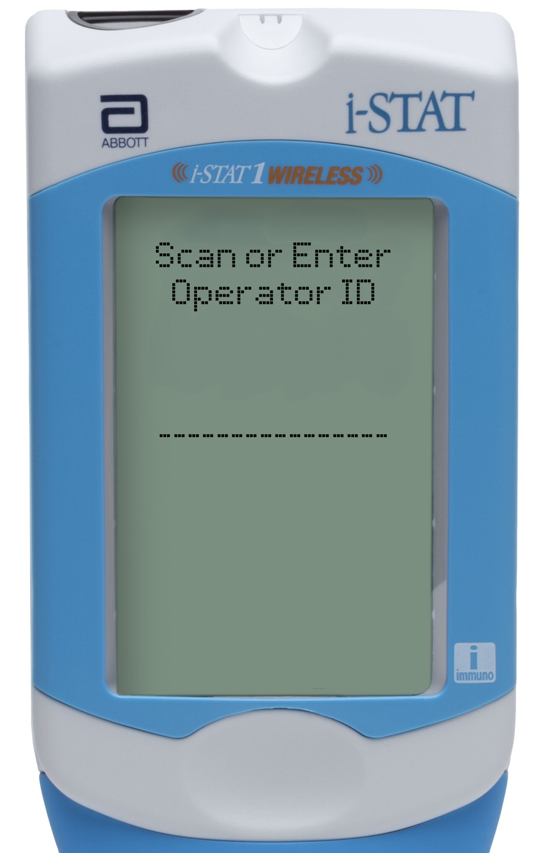 i-STAT
ABBOTT
i-STAT 1 WIRELESS
Scan or Enter
Operator ID
----------------
i
immuno